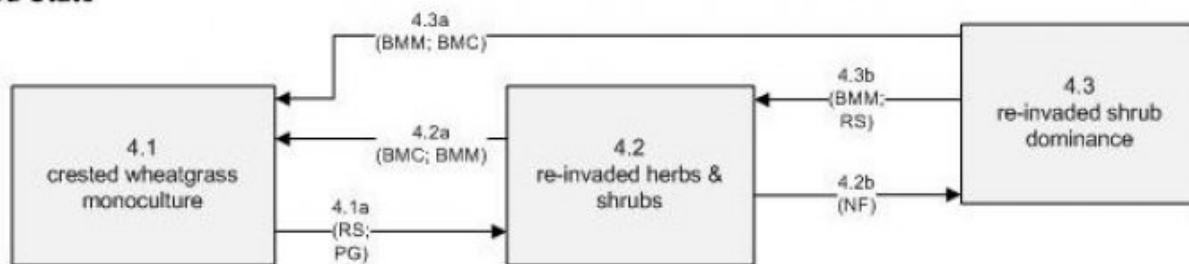 4.3a
(BMM; BMC)
4.1
crested wheatgrass
monoculture
4.2a
(BMC; BMM)
4.1a
(RS;
PG)
4.2
re-invaded herbs &
shrubs
4.3b
(BMM;
RS)
4.2b
(NF)
4.3
re-invaded shrub
dominance